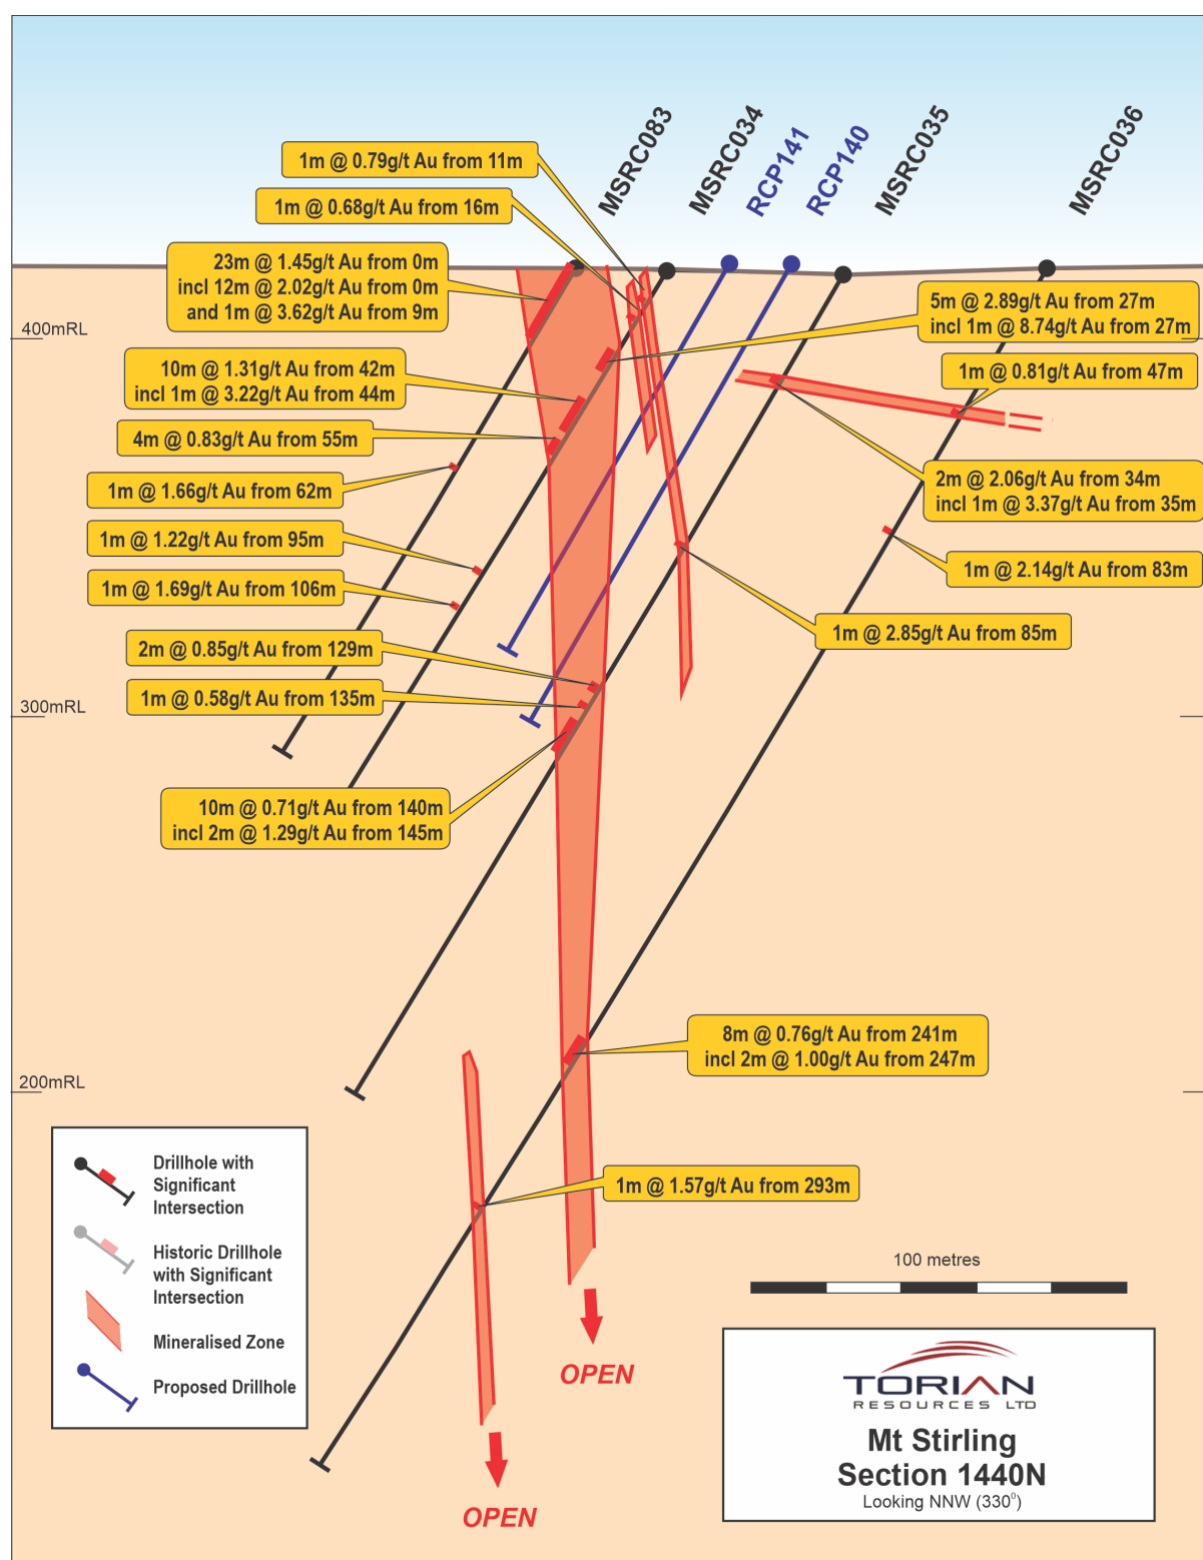 MSRC083
MSRC034
RCP141
RCP140
MSRC035
MSRC036
1m @ 0.79g/t Au from 11m
1m @ 0.68g/t Au from 16m
23m @ 1.45g/t Au from 0m
incl 12m @ 2.02g/t Au from 0m
and 1m @ 3.62g/t Au from 9m
5m @ 2.89g/t Au from 27m
incl 1m @ 8.74g/t Au from 27m
400mRL
10m @ 1.31g/t Au from 42m
incl 1m @ 3.22g/t Au from 44m
1m @ 0.81g/t Au from 47m
4m @ 0.83g/t Au from 55m
1m @ 1.66g/t Au from 62m
2m @ 2.06g/t Au from 34m
incl 1m @ 3.37g/t Au from 35m
1m @ 1.22g/t Au from 95m
1m @ 2.14g/t Au from 83m
1m @ 1.69g/t Au from 106m
1m @ 2.85g/t Au from 85m
2m @ 0.85g/t Au from 129m
1m @ 0.58g/t Au from 135m
300mRL
10m @ 0.71g/t Au from 140m
incl 2m @ 1.29g/t Au from 145m
8m @ 0.76g/t Au from 241m
incl 2m @ 1.00g/t Au from 247m
200mRL
1m @ 1.57g/t Au from 293m
Drillhole with
Significant
Intersection
Historic Drillhole
with Significant
Intersection
Mineralised Zone
Proposed Drillhole
100 metres
OPEN
OPEN
TORIAN
RESOURCES LTD
Mt Stirling
Section 1440N
Looking NNW (330⁰)